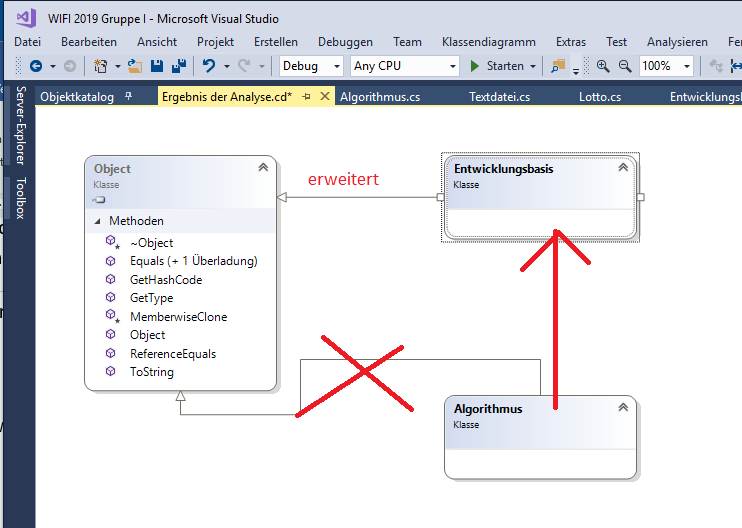 WIFI 2019 Gruppe I - Microsoft Visual Studio
Datei Bearbeiten Ansicht Projekt Erstellen Debuggen Team Klassendiagramm Extras Test Analysieren Fen
Debug Any CPU Starten 100%
Server-Explorer
Toolbox
Objektkatalog Ergebnis der Analyse.cd* Algorithmus.cs Textdatei.cs Lotto.cs Entwicklungsb
Object
Klasse
Methoden
~Object
Equals (+ 1 Überladung)
GetHashCode
GetType
MemberwiseClone
Object
ReferenceEquals
ToString
erweitert
Entwicklungsbasis
Klasse
Algorithmus
Klasse